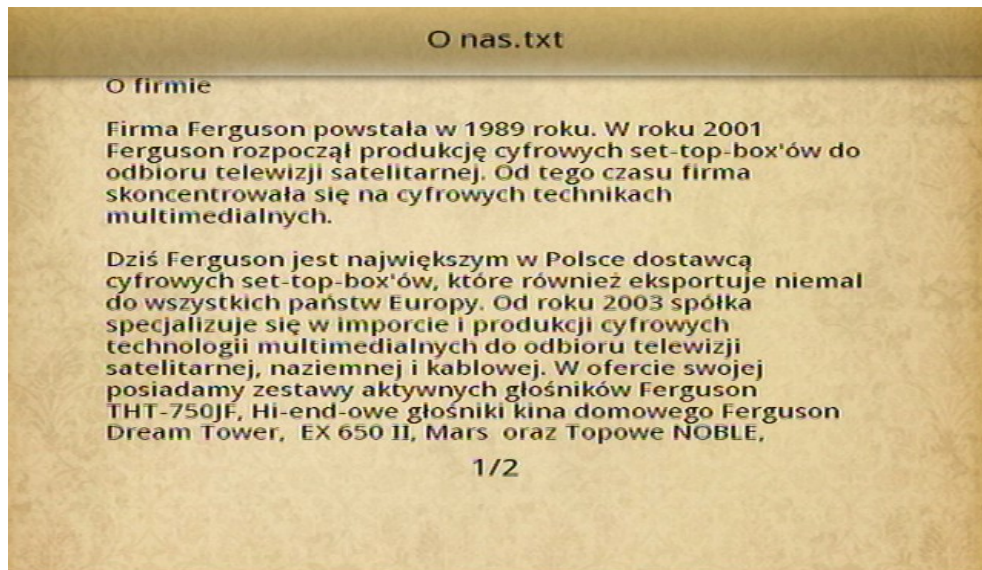 O nas.txt
O firmie
Firma Ferguson powstała w 1989 roku. W roku 2001
Ferguson rozpoczął produkcję cyfrowych set-top-box'ów do
odbioru telewizji satelitarnej. Od tego czasu firma
skoncentrowała się na cyfrowych technikach
multimedialnych.
Dziś Ferguson jest największym w Polsce dostawcą
cyfrowych set-top-box'ów, które również eksportuje niemal
do wszystkich państw Europy. Od roku 2003 spółka
specjalizuje się w imporcie i produkcji cyfrowych
technologii multimedialnych do odbioru telewizji
satelitarnej, naziemnej i kablowej. W ofercie swojej
posiadamy zestawy aktywnych głośników Ferguson
THT-750JF, Hi-end-owe głośniki kina domowego Ferguson
Dream Tower,  EX 650 II, Mars  oraz Topowe NOBLE,
1/2